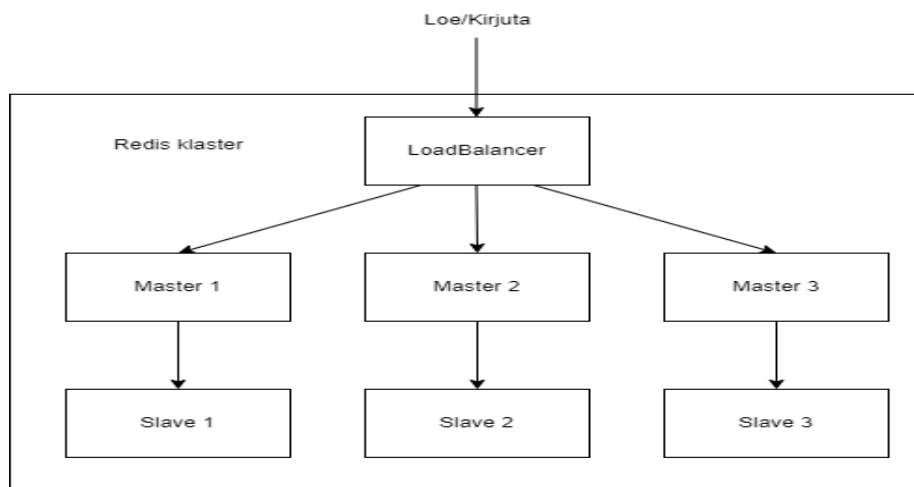 Loe/Kirjuta
Redis klaster
LoadBalancer
Master 1
Master 2
Master 3
Slave 1
Slave 2
Slave 3